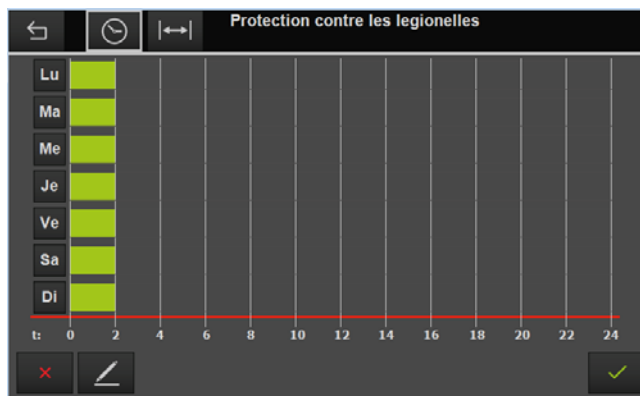 Protection contre les legionelles
Lu
Ma
Me
Je
Ve
Sa
Di
t: 0 2 4 6 8 10 12 14 16 18 20 22 24